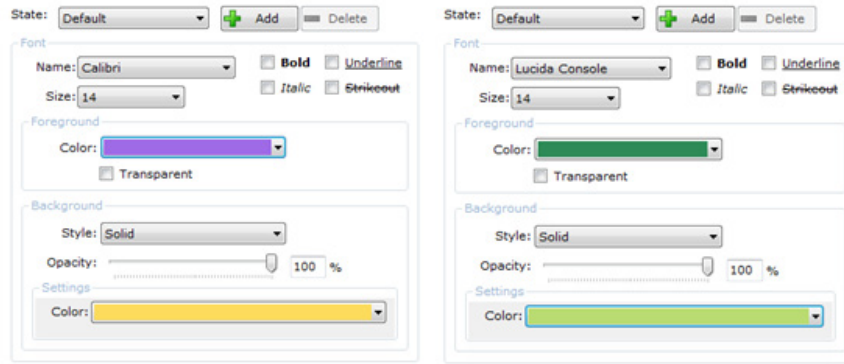 State: Default Add Delete
Font
Name: Calibri Bold Underline
Size: 14 Italic Strikeout
Foreground
Color:
Transparent
Background
Style: Solid
Opacity: 100 %
Settings
Color:
State: Default Add Delete
Font
Name: Lucida Console Bold Underline
Size: 14 Italic Strikeout
Foreground
Color:
Transparent
Background
Style: Solid
Opacity: 100 %
Settings
Color: